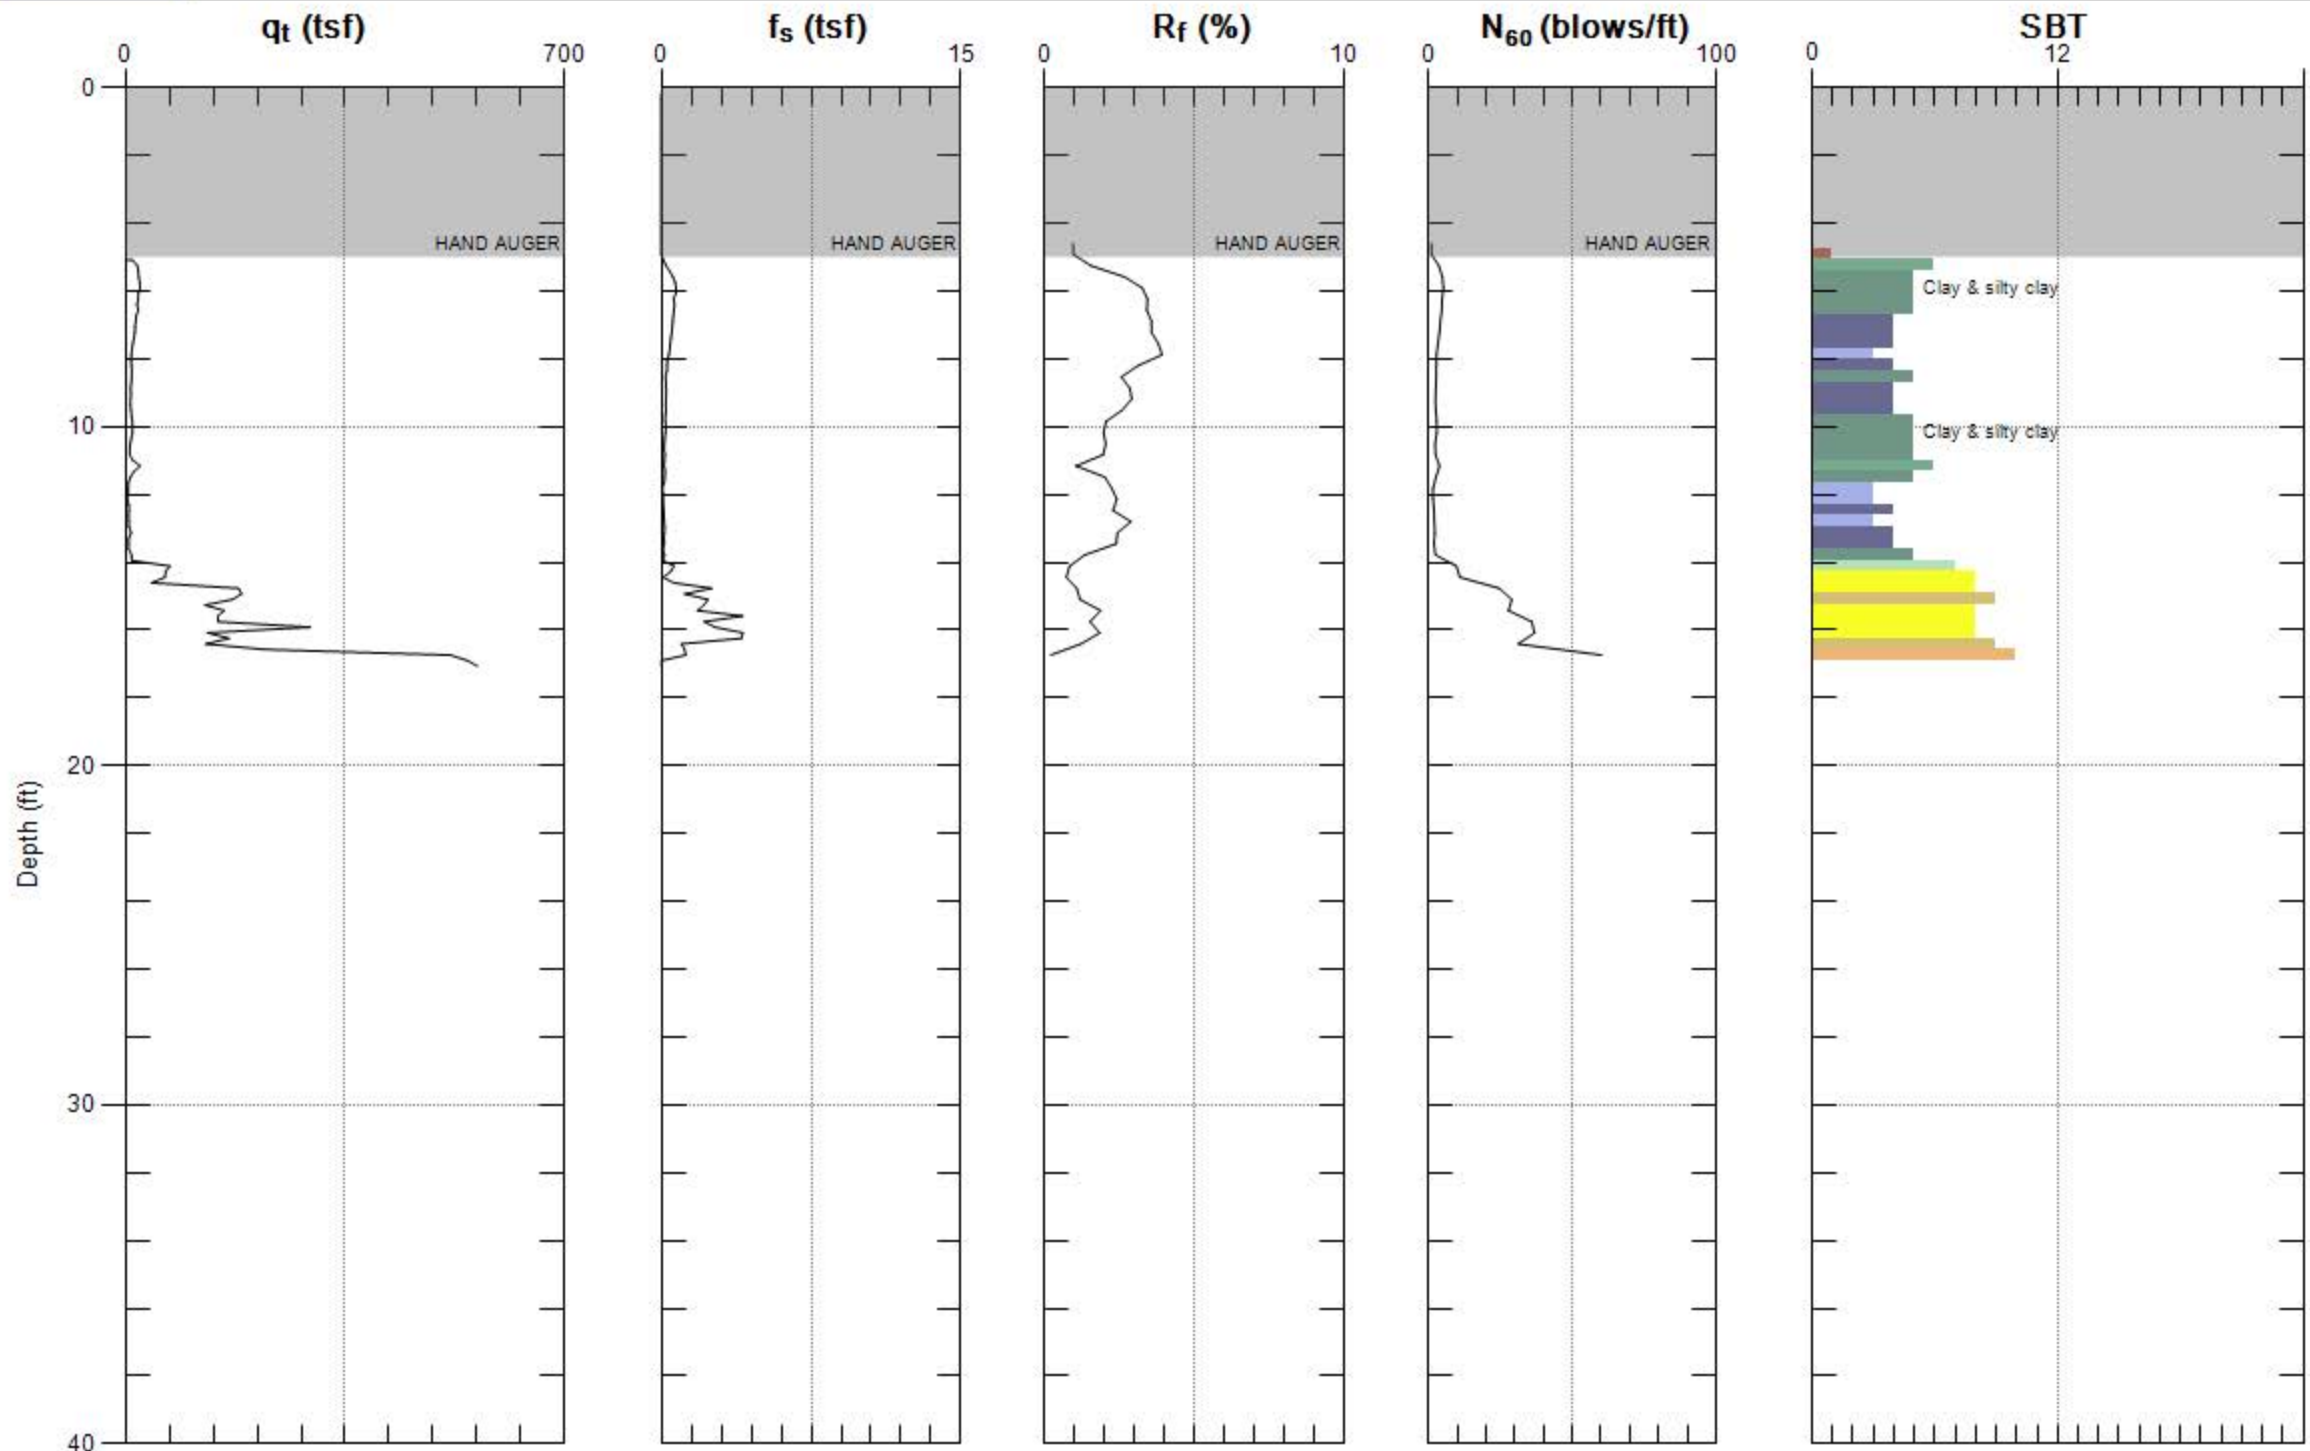 qt (tsf) fs (tsf) Rf (%) N60 (blows/ft) SBT
0 700 0 15 0 10 0 100 0 12
0
HAND AUGER HAND AUGER HAND AUGER HAND AUGER
Clay & silty clay
10
Clay & silty clay
20
Depth (ft)
30
40